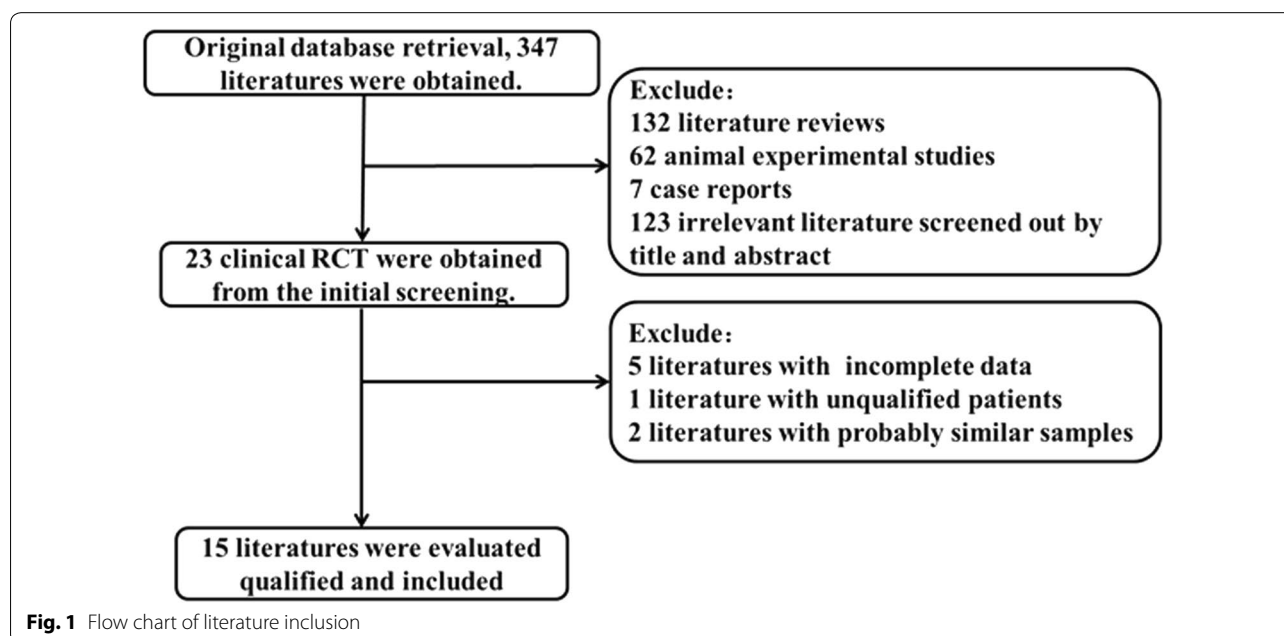 Original database retrieval, 347
literatures were obtained.
Exclude：
132 literature reviews
62 animal experimental studies
7 case reports
123 irrelevant literature screened out by
title and abstract
23 clinical RCT were obtained
from the initial screening.
Exclude：
5 literatures with incomplete data
1 literature with unqualified patients
2 literatures with probably similar samples
15 literatures were evaluated
qualified and included
Fig. 1 Flow chart of literature inclusion